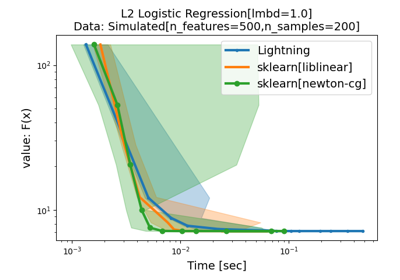 L2 Logistic Regression[lmbd=1.0]
Data: Simulated[n_features=500,n_samples=200]
Lightning
sklearn[liblinear]
sklearn[newton-cg]
value: F(x)
10²
10¹
10⁻³
10⁻²
10⁻¹
Time [sec]